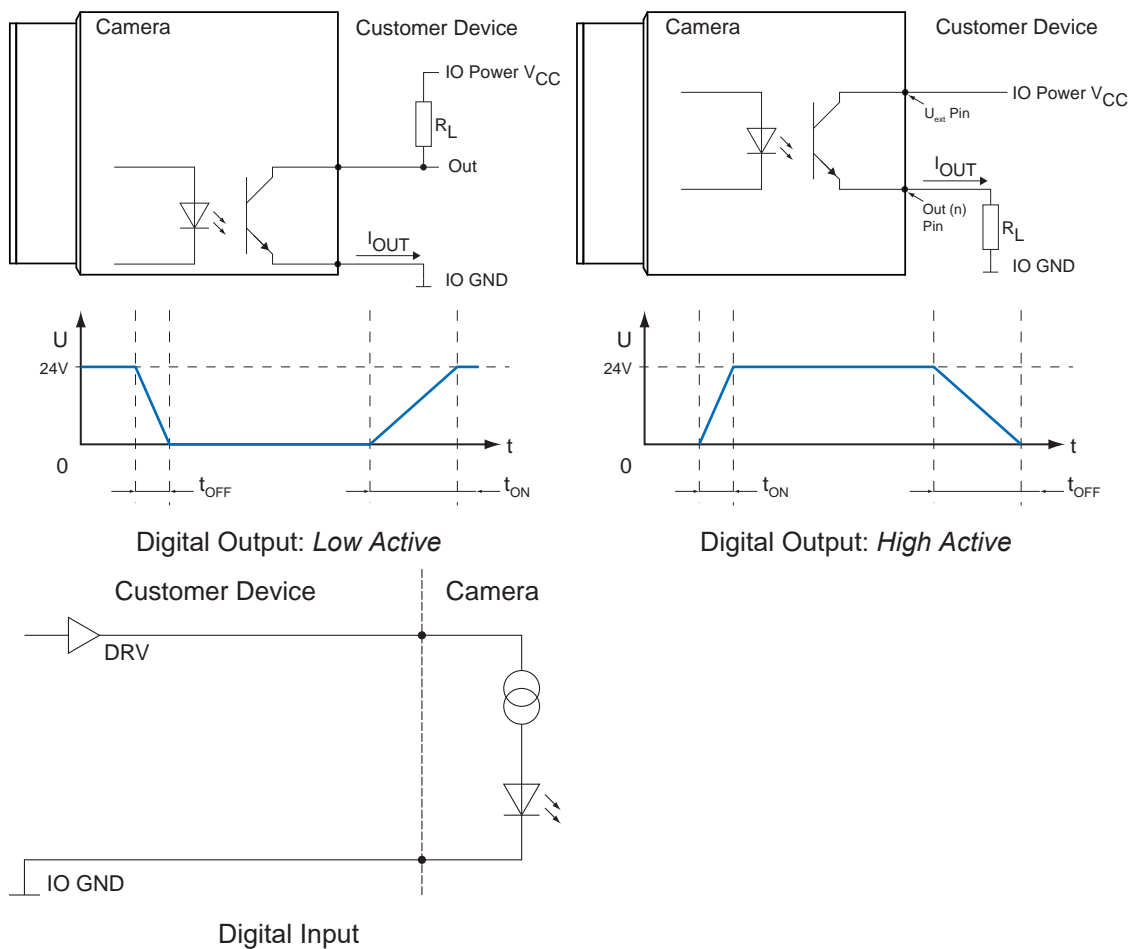 Camera
Customer Device
IO Power VCC
RL
Out
IOUT
IO GND
U
24V
0
t
tOFF
tON
Digital Output: Low Active
Camera
Customer Device
IO Power VCC
Uext Pin
IOUT
Out (n)
Pin
RL
IO GND
U
24V
0
t
tON
tOFF
Digital Output: High Active
Customer Device
Camera
DRV
IO GND
Digital Input